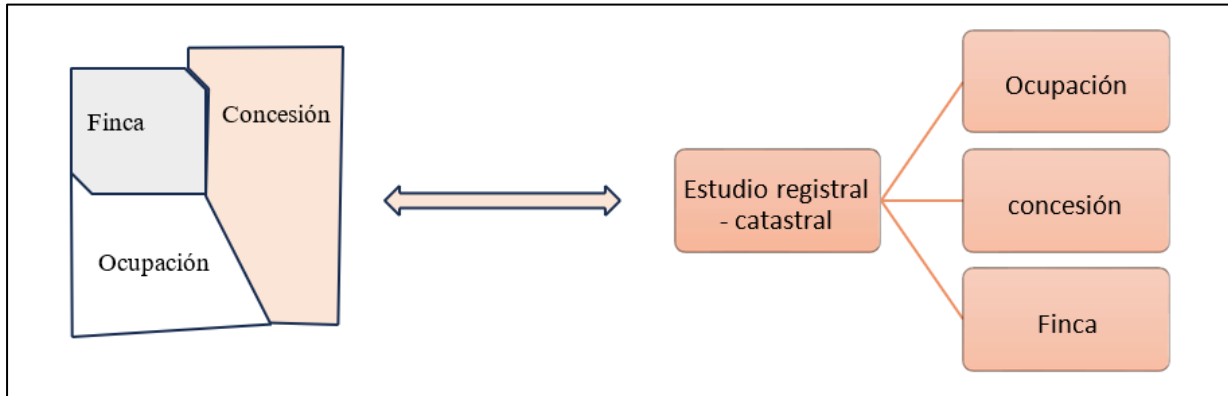 Finca
Concesión
Ocupación
Estudio registral
- catastral
Ocupación
concesión
Finca